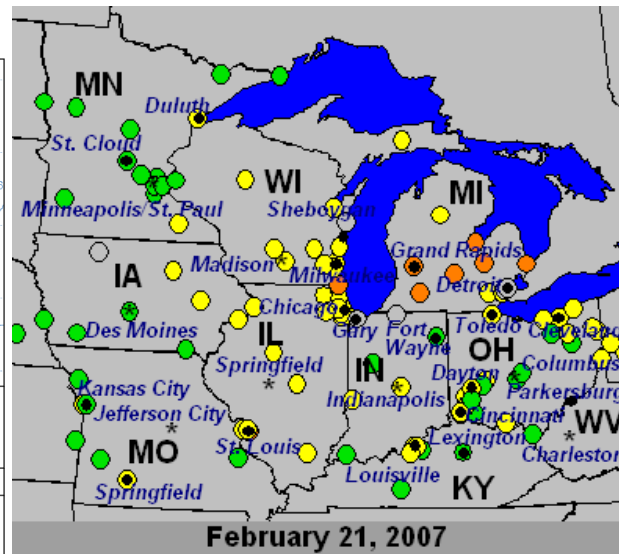 MN
Duluth
St. Cloud
WI
MI
Minneapolis/St. Paul
Sheboygan
Grand Rapids
Madison
Milwaukee
IA
Detroit
Chicago
Des Moines
Gary
Fort
Wayne
Toledo
Cleveland
IL
OH
Springfield
IN
Columbus
Dayton
Parkersburg
Kansas City
Indianapolis
Cincinnati
Jefferson City
WV
St. Louis
Lexington
MO
Charleston
Louisville
Springfield
KY
February 21, 2007